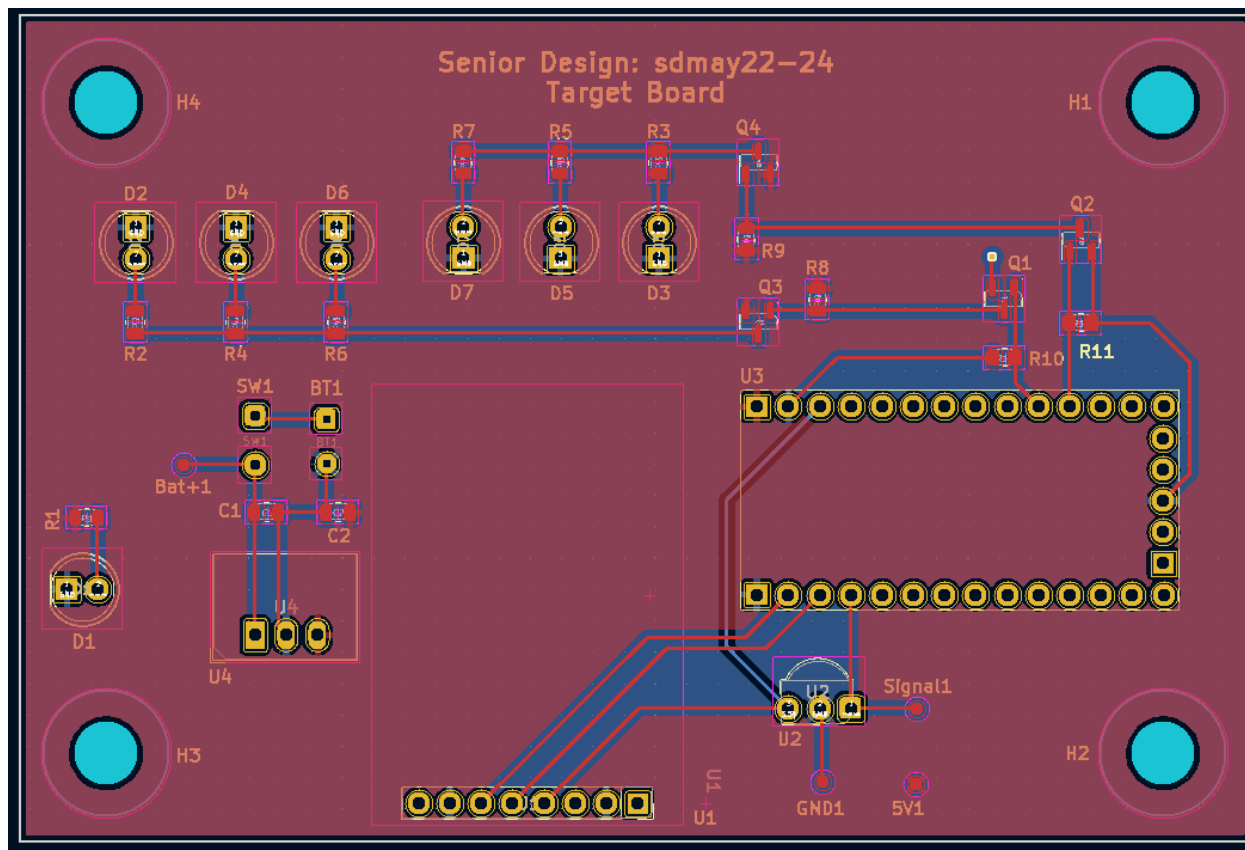 Senior Design: sdmay22-24
Target Board
H4
H1
R7
R5
R3
Q4
D2
D4
D6
Q2
R9
Q1
R8
D7
D5
D3
Q3
R2
R4
R6
R10
R11
SW1
BT1
U3
SW1
BT1
Bat+1
C1
C2
R1
U4
D1
U4
Signal1
U2
U2
H3
H2
U1
GND1
5V1
U1